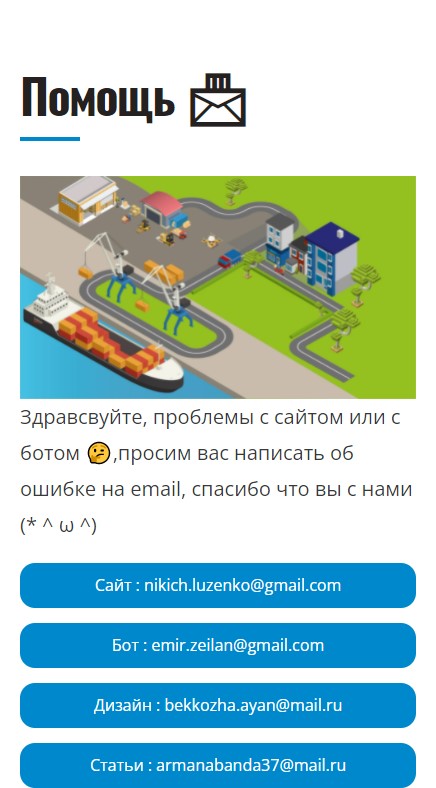 Помощь 📩
Здравсвуйте, проблемы с сайтом или с
ботом 🤔,просим вас написать об
ошибке на email, спасибо что вы с нами
(* ^ ω ^)
Сайт : nikich.luzenko@gmail.com
Бот : emir.zeilan@gmail.com
Дизайн : bekkozha.ayan@mail.ru
Статьи : armanabanda37@mail.ru